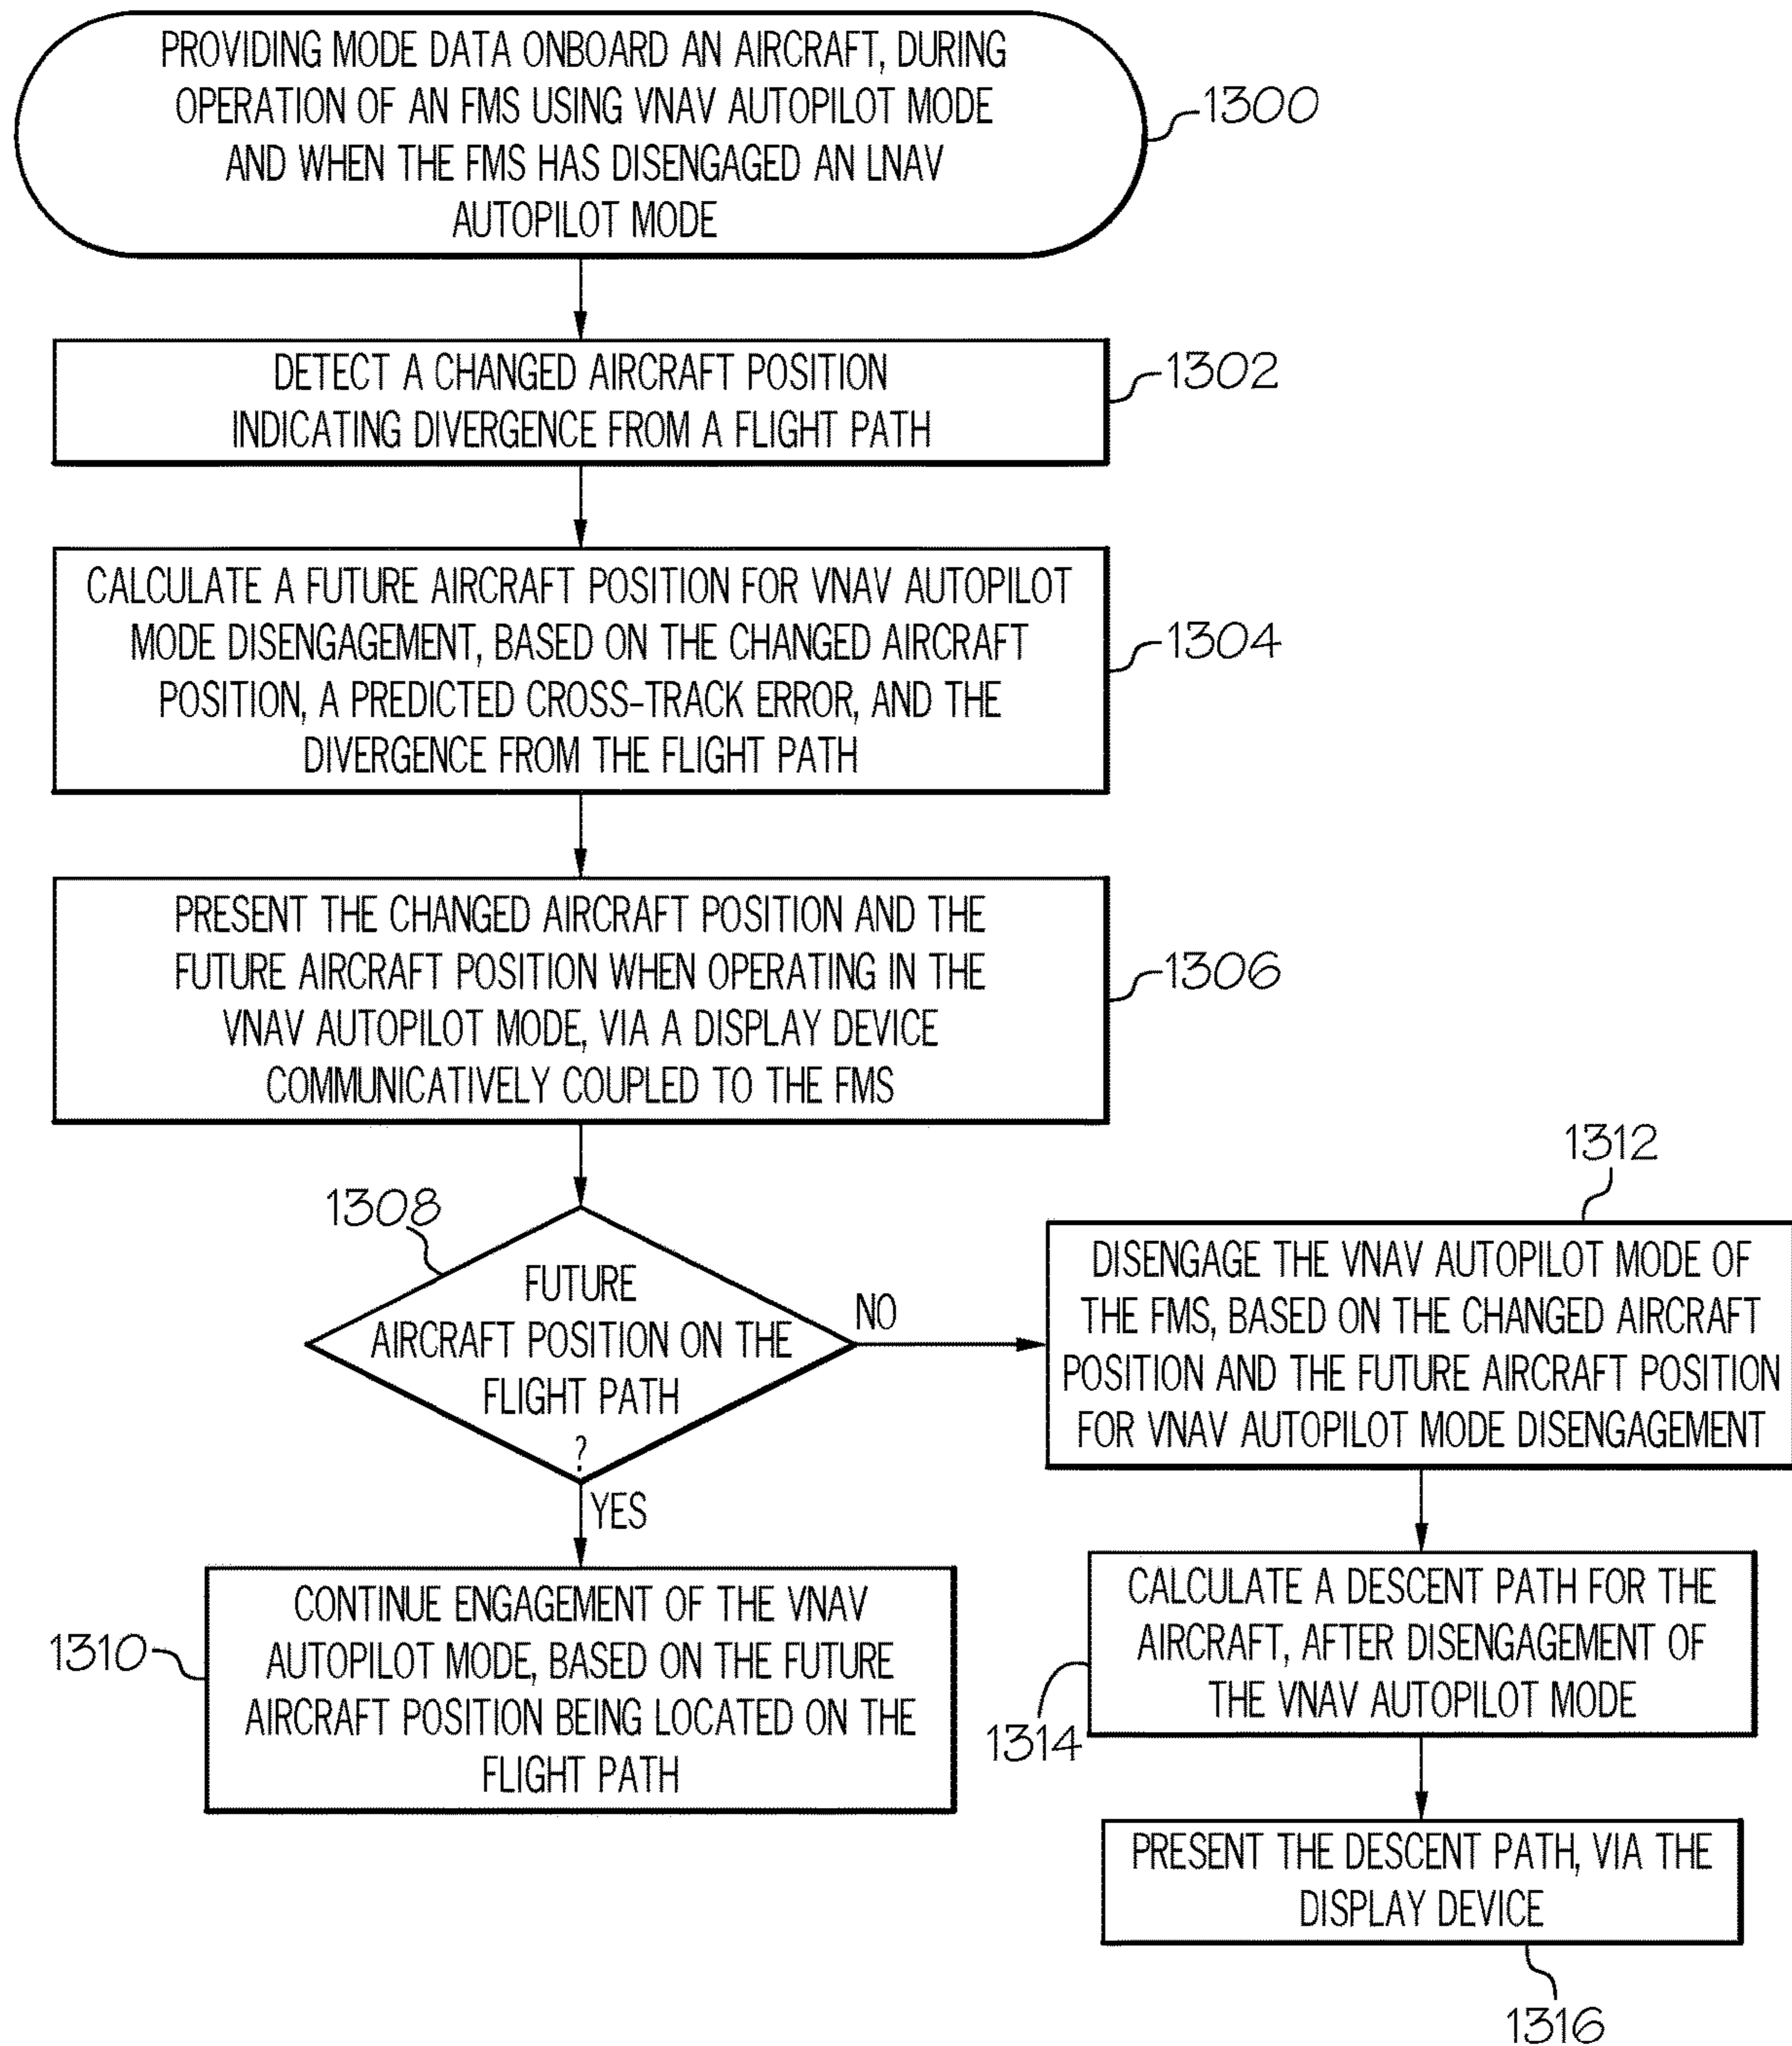 PROVIDING MODE DATA ONBOARD AN AIRCRAFT, DURING
OPERATION OF AN FMS USING VNAV AUTOPILOT MODE
AND WHEN THE FMS HAS DISENGAGED AN LNAV
AUTOPILOT MODE
1300
DETECT A CHANGED AIRCRAFT POSITION
INDICATING DIVERGENCE FROM A FLIGHT PATH
1302
CALCULATE A FUTURE AIRCRAFT POSITION FOR VNAV AUTOPILOT
MODE DISENGAGEMENT, BASED ON THE CHANGED AIRCRAFT
POSITION, A PREDICTED CROSS-TRACK ERROR, AND THE
DIVERGENCE FROM THE FLIGHT PATH
1304
PRESENT THE CHANGED AIRCRAFT POSITION AND THE
FUTURE AIRCRAFT POSITION WHEN OPERATING IN THE
VNAV AUTOPILOT MODE, VIA A DISPLAY DEVICE
COMMUNICATIVELY COUPLED TO THE FMS
1306
1308
FUTURE
AIRCRAFT POSITION ON THE
FLIGHT PATH
?
NO
YES
1310
CONTINUE ENGAGEMENT OF THE VNAV
AUTOPILOT MODE, BASED ON THE FUTURE
AIRCRAFT POSITION BEING LOCATED ON THE
FLIGHT PATH
1312
DISENGAGE THE VNAV AUTOPILOT MODE OF
THE FMS, BASED ON THE CHANGED AIRCRAFT
POSITION AND THE FUTURE AIRCRAFT POSITION
FOR VNAV AUTOPILOT MODE DISENGAGEMENT
CALCULATE A DESCENT PATH FOR THE
AIRCRAFT, AFTER DISENGAGEMENT OF
THE VNAV AUTOPILOT MODE
1314
PRESENT THE DESCENT PATH, VIA THE
DISPLAY DEVICE
1316